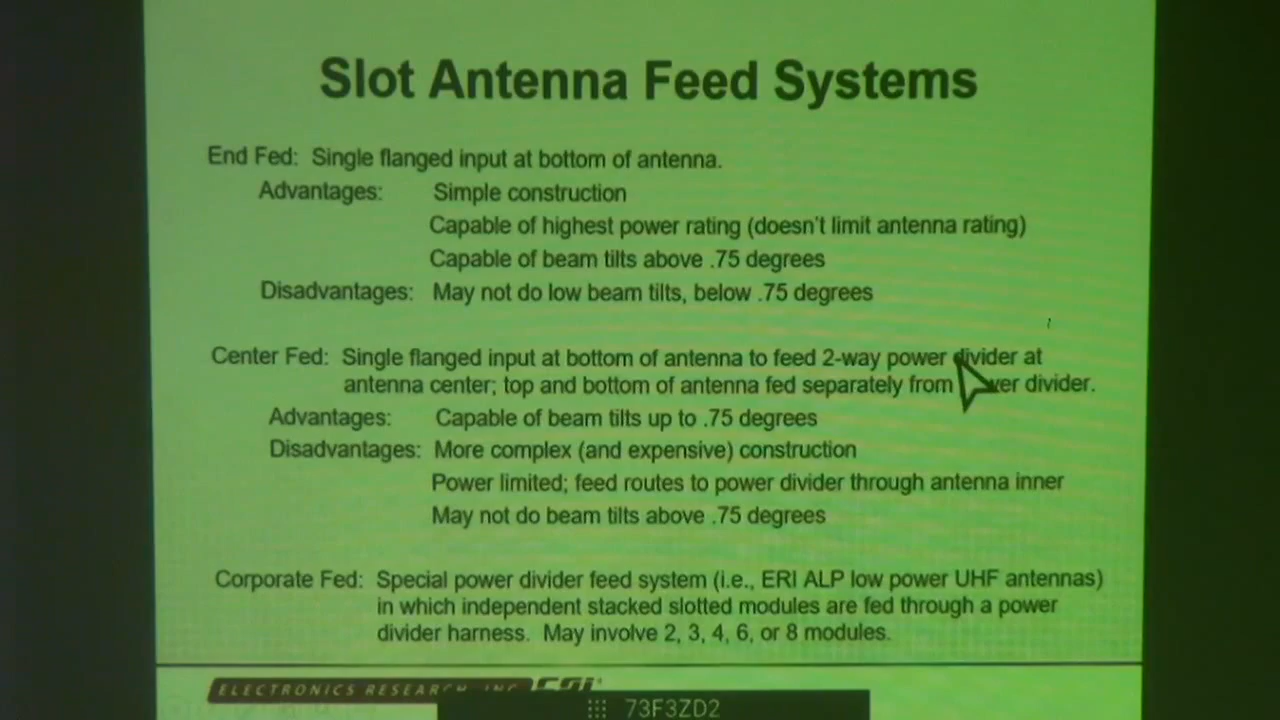 Slot Antenna Feed Systems
End Fed: Single flanged input at bottom of antenna.
Advantages: Simple construction
Capable of highest power rating (doesn't limit antenna rating)
Capable of beam tilts above .75 degrees
Disadvantages: May not do low beam tilts, below .75 degrees
Center Fed: Single flanged input at bottom of antenna to feed 2-way power divider at
antenna center; top and bottom of antenna fed separately from divider.
Advantages: Capable of beam tilts up to .75 degrees
Disadvantages: More complex (and expensive) construction
Power limited; feed routes to power divider through antenna inner
May not do beam tilts above .75 degrees
Corporate Fed: Special power divider feed system (i.e., ERI ALP low power UHF antennas)
in which independent stacked slotted modules are fed through a power
divider harness. May involve 2, 3, 4, 6, or 8 modules.
ELECTRONICS RESEARCH, INC.
73F3ZD2